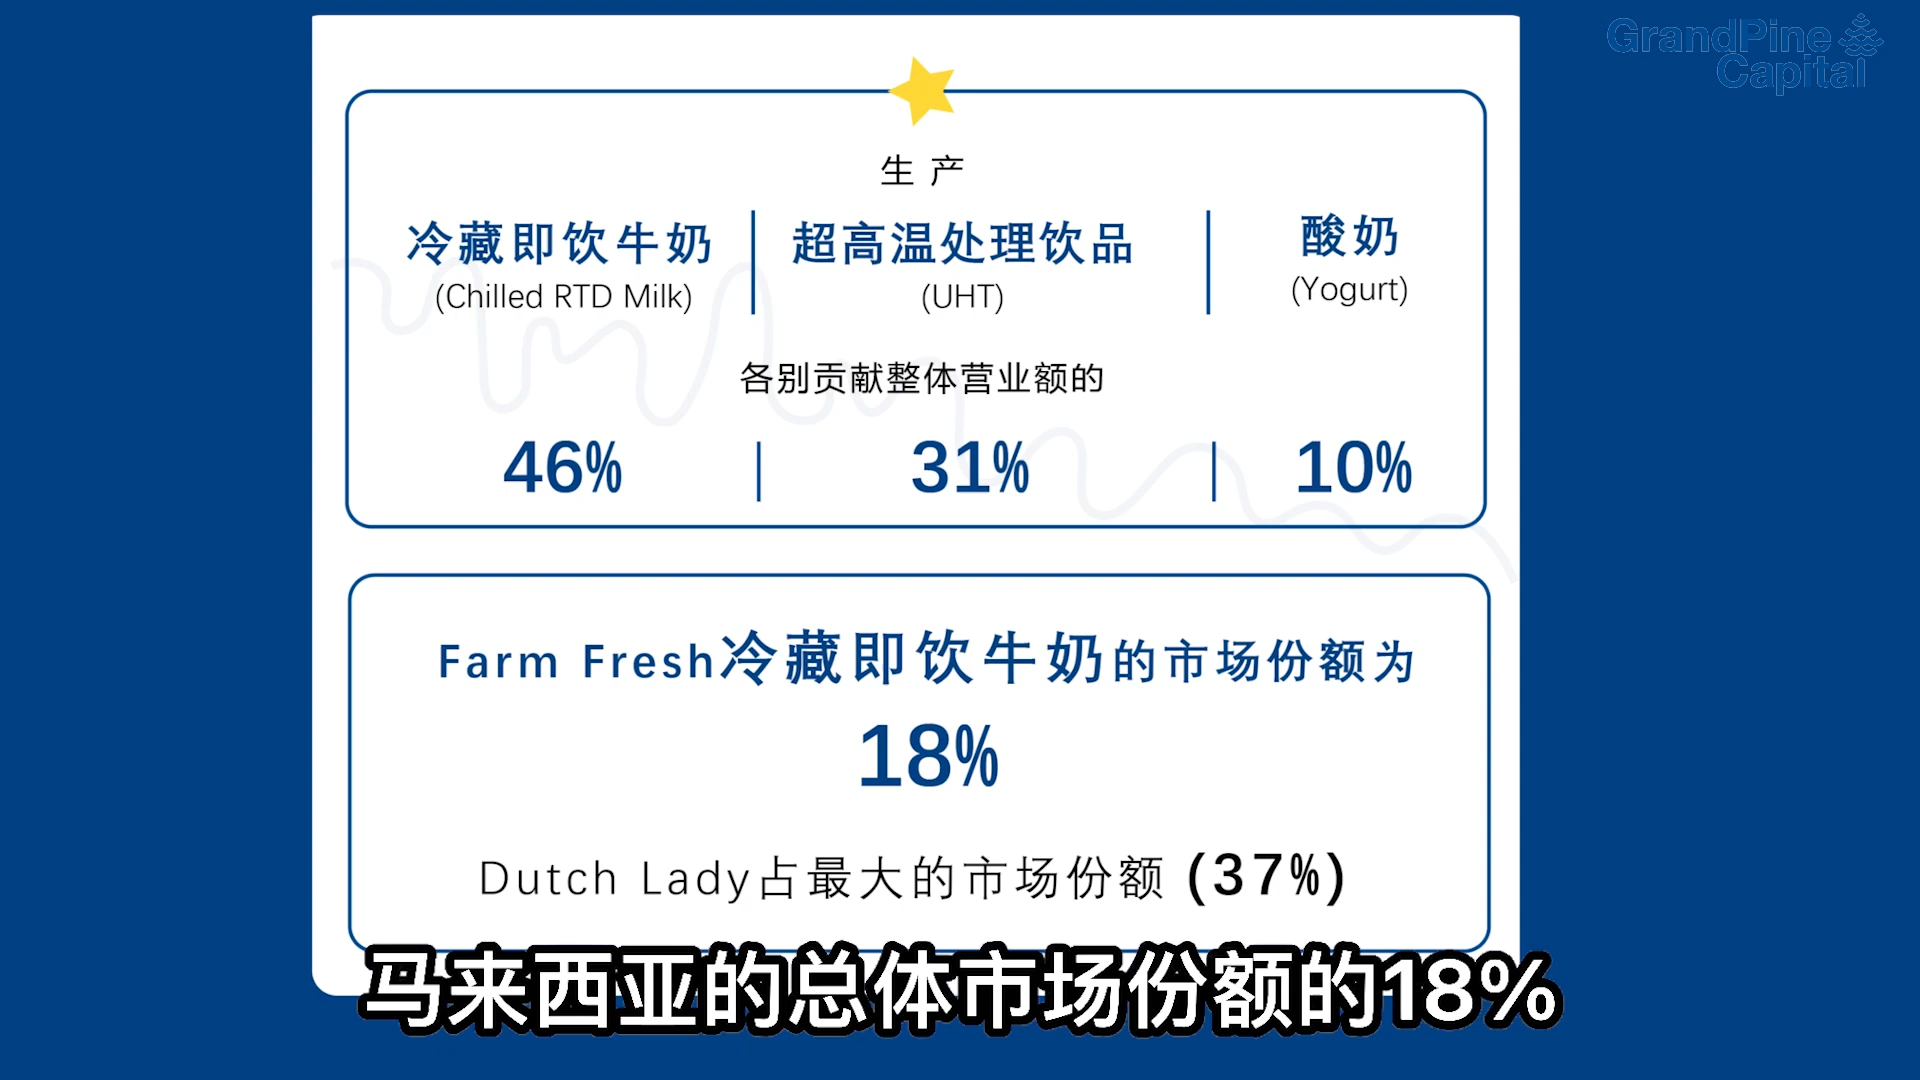 GrandPine
Capital
生产
冷藏即饮牛奶
(Chilled RTD Milk)
超高温处理饮品
(UHT)
酸奶
(Yogurt)
各别贡献整体营业额的
46%
31%
10%
Farm Fresh冷藏即饮牛奶的市场份额为
18%
Dutch Lady占最大的市场份额 (37%)
马来西亚的总体市场份额的18%